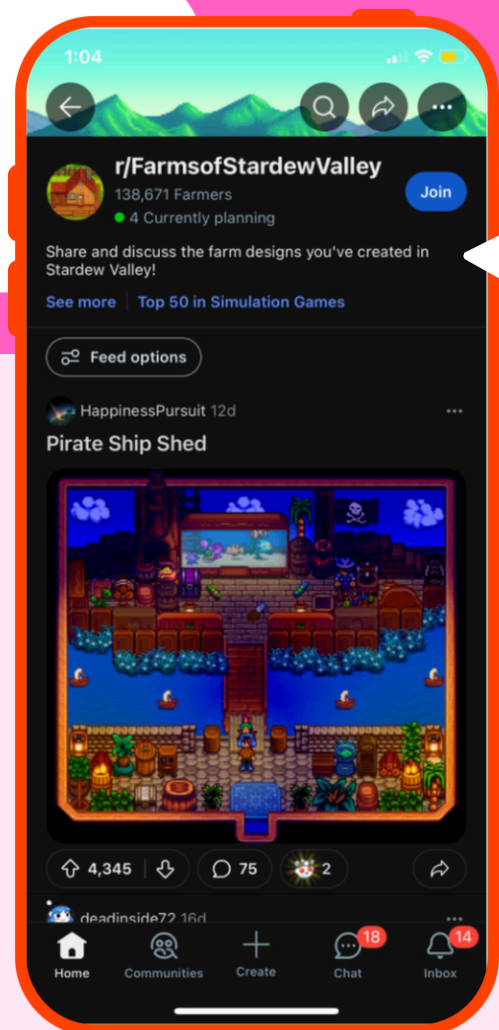 1:04
r/FarmsofStardewValley
138,671 Farmers
Join
4 Currently planning
Share and discuss the farm designs you've created in
Stardew Valley!
See more
Top 50 in Simulation Games
Feed options
HappinessPursuit 12d
Pirate Ship Shed
4,345
75
2
deadinside72 16d
18
14
Home
Communities
Create
Chat
Inbox